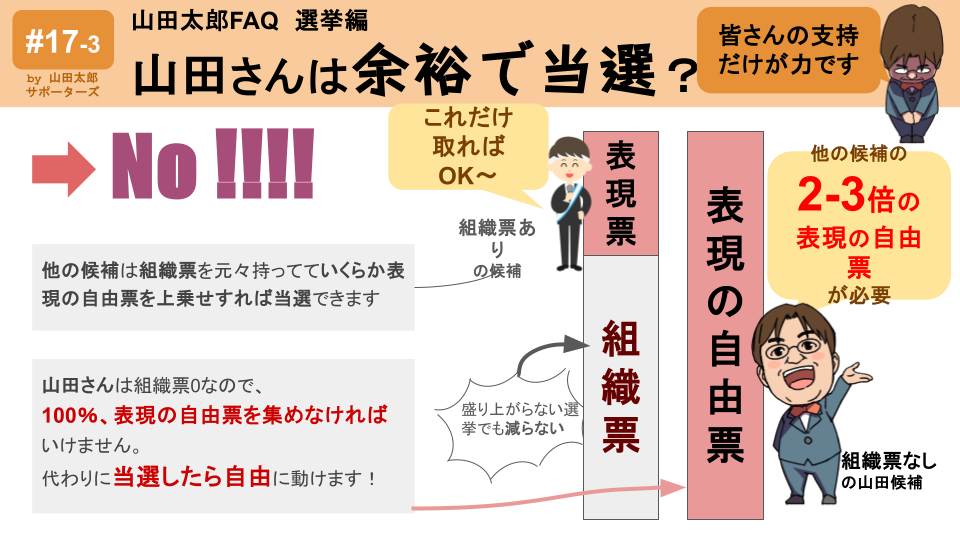 #17-3
by 山田太郎
サポーターズ
山田太郎FAQ 選挙編
山田さんは余裕で当選？
皆さんの支持
だけが力です
No !!!!
これだけ
取れば
OK〜
組織票あ
り
の候補
他の候補は組織票を元々持ってていくらか表
現の自由票を上乗せすれば当選できます
山田さんは組織票0なので、
100%、表現の自由票を集めなければ
いけません。
代わりに当選したら自由に動けます！
盛り上がらない選
挙でも減らない
表現票
組織票
表現の自由票
他の候補の
2-3倍の
表現の自由
票
が必要
組織票なし
の山田候補